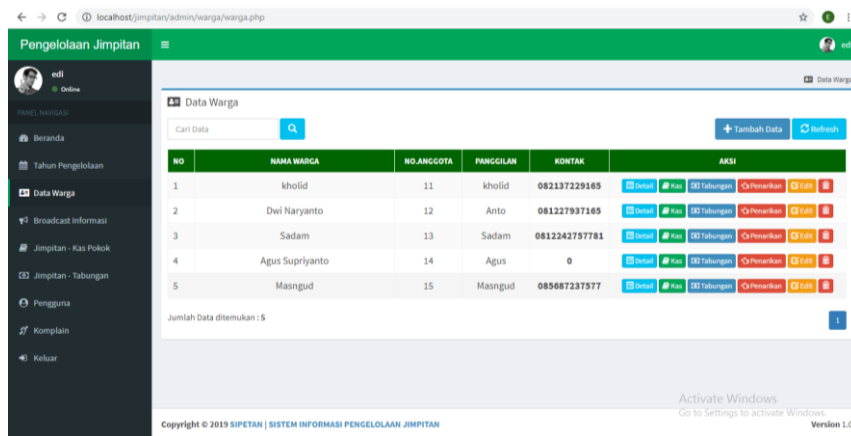 localhost/jimpitan/admin/warga/warga.php
E
Pengelolaan Jimpitan
ed
edi
Online
Data Warga
PANEL NAVIGASI
Beranda
Tahun Pengelolaan
Data Warga
Broadcast Informasi
Jimpitan - Kas Pokok
Jimpitan - Tabungan
Pengguna
Komplain
Keluar
Data Warga
Cari Data
Tambah Data Refresh
NO NAMA WARGA NO.ANGGOTA PANGGILAN KONTAK AKSI
1 kholid 11 kholid 082137229165 Detail Kas Tabungan Penarikan Edit
2 Dwi Naryanto 12 Anto 081227937165 Detail Kas Tabungan Penarikan Edit
3 Sadam 13 Sadam 0812242757781 Detail Kas Tabungan Penarikan Edit
4 Agus Supriyanto 14 Agus 0 Detail Kas Tabungan Penarikan Edit
5 Masngud 15 Masngud 085687237577 Detail Kas Tabungan Penarikan Edit
Jumlah Data ditemukan : 5
1
Activate Windows
Go to Settings to activate Windows.
Copyright © 2019 SIPETAN | SISTEM INFORMASI PENGELOLAAN JIMPITAN
Version 1.0